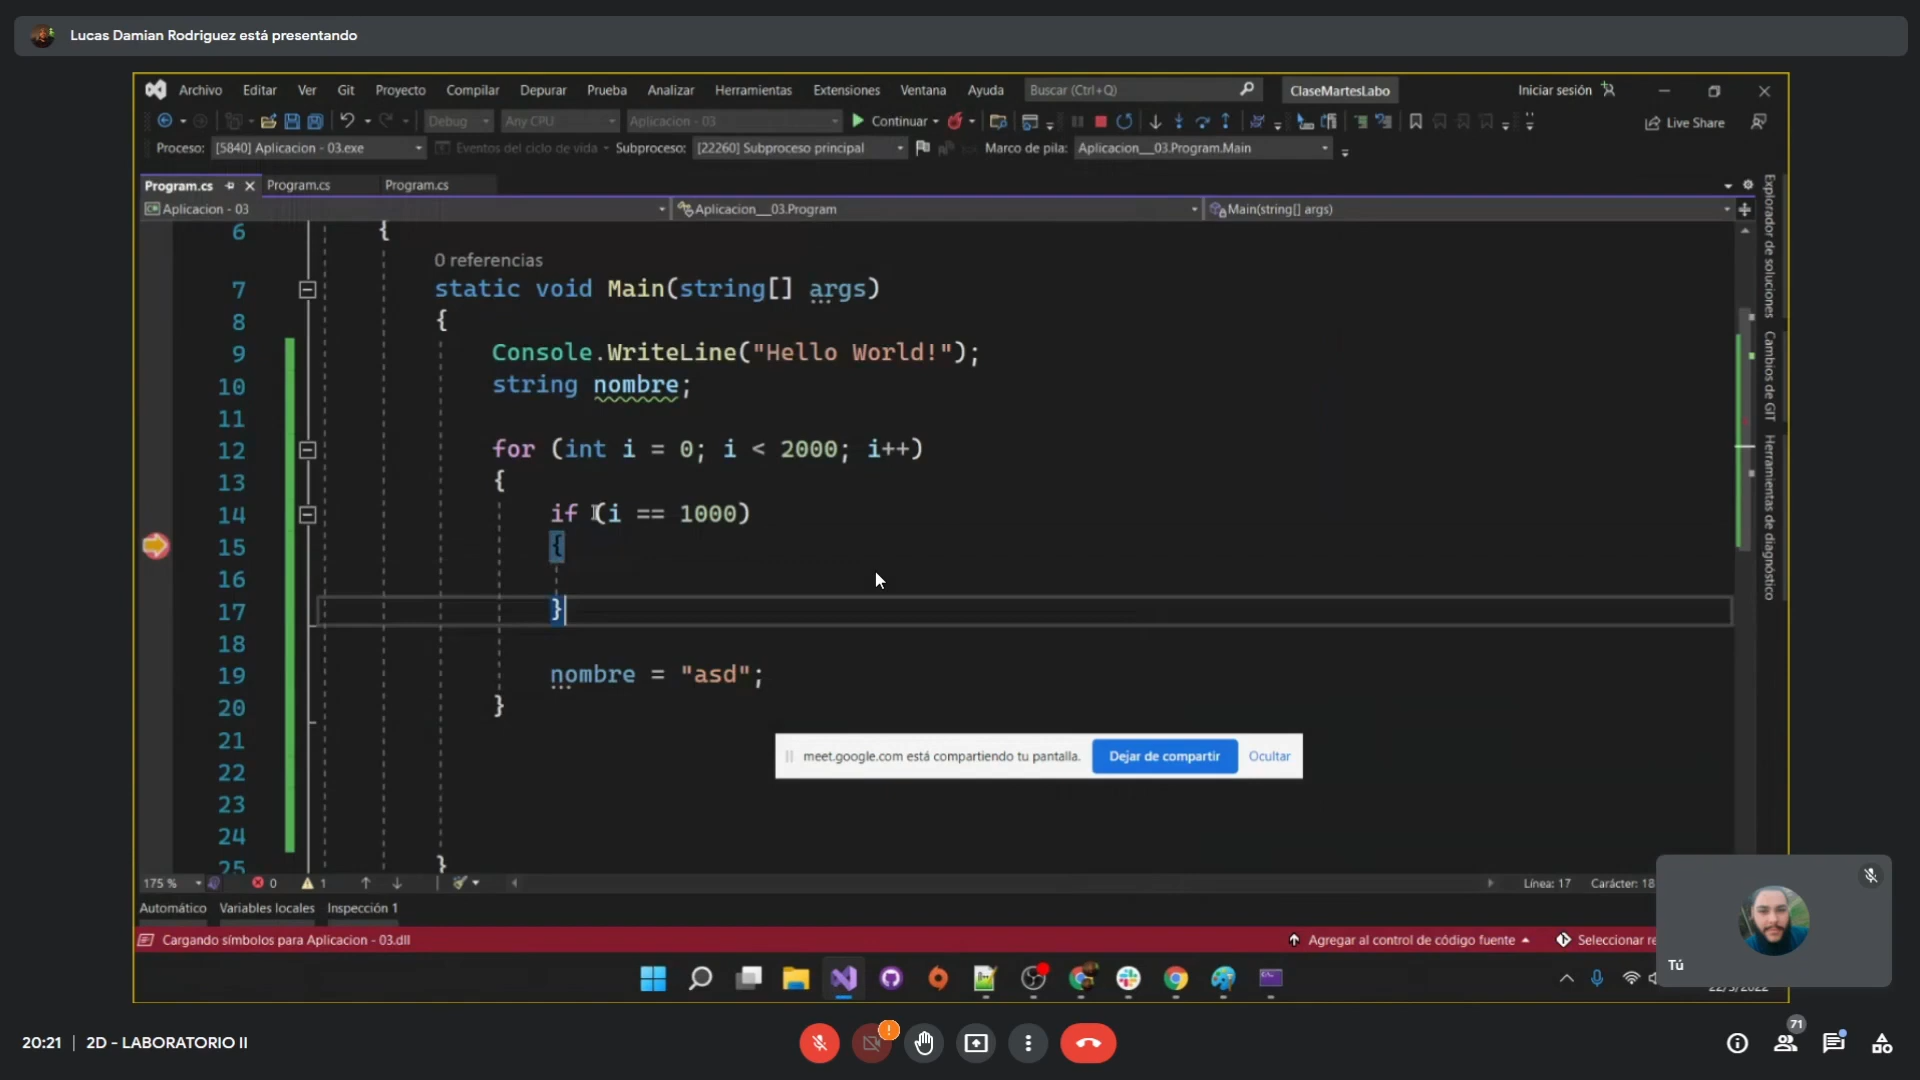 Lucas Damian Rodriguez está presentando
Archivo Editar Ver Git Proyecto Compilar Depurar Prueba Analizar Herramientas Extensiones Ventana Ayuda Buscar (Ctrl+Q) ClaseMartesLabo Iniciar sesión
Debug Any CPU Aplicacion - 03 Continuar Live Share
Proceso: [5840] Aplicacion - 03.exe Eventos del ciclo de vida Subproceso: [22260] Subproceso principal Marco de pila: Aplicacion__03.Program.Main
Program.cs Program.cs Program.cs
Aplicacion - 03 Aplicacion__03.Program Main(string[] args)
Explorador de soluciones
Cambios de GIT
Herramientas de diagnóstico
6 {
0 referencias
7 static void Main(string[] args)
8 {
9 Console.WriteLine("Hello World!");
10 string nombre;
11
12 for (int i = 0; i < 2000; i++)
13 {
14 if (i == 1000)
15 {
16
17 }
18
19 nombre = "asd";
20 }
21
22
23
24
25 }
meet.google.com está compartiendo tu pantalla. Dejar de compartir Ocultar
175 % 0 1 Línea: 17 Carácter: 18
Automático Variables locales Inspección 1
Cargando símbolos para Aplicacion - 03.dll Agregar al control de código fuente Seleccionar
Tú
20:21 | 2D - LABORATORIO II
71